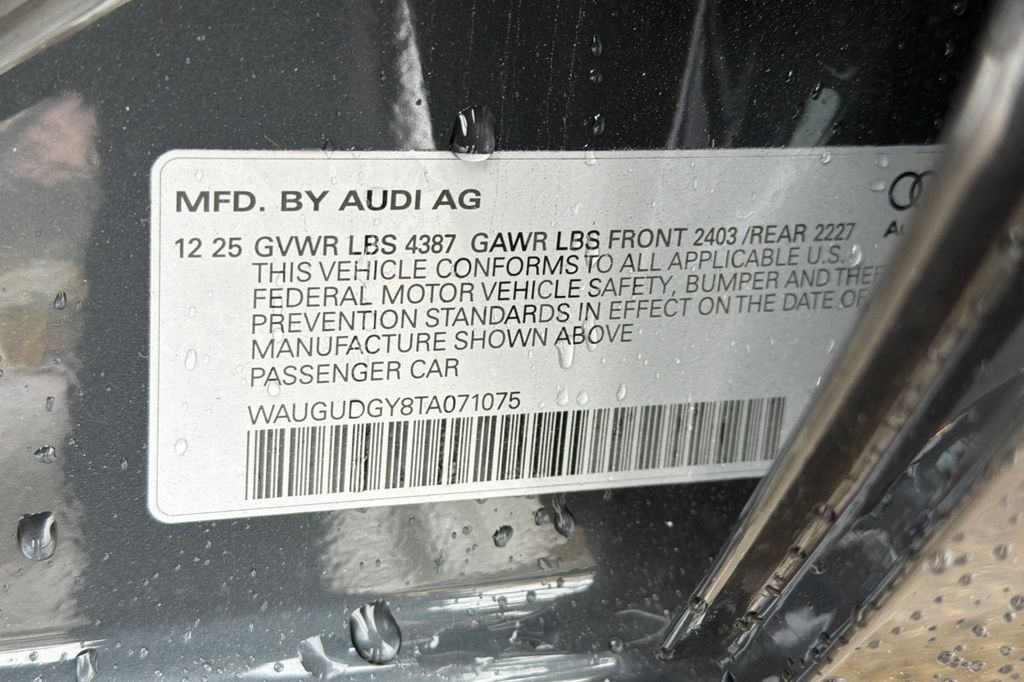 MFD. BY AUDI AG
12 25 GVWR LBS 4387 GAWR LBS FRONT 2403 /REAR 2227
THIS VEHICLE CONFORMS TO ALL APPLICABLE U.S.
FEDERAL MOTOR VEHICLE SAFETY, BUMPER AND THEF
PREVENTION STANDARDS IN EFFECT ON THE DATE OF
MANUFACTURE SHOWN ABOVE
PASSENGER CAR
WAUGUDGY8TA071075